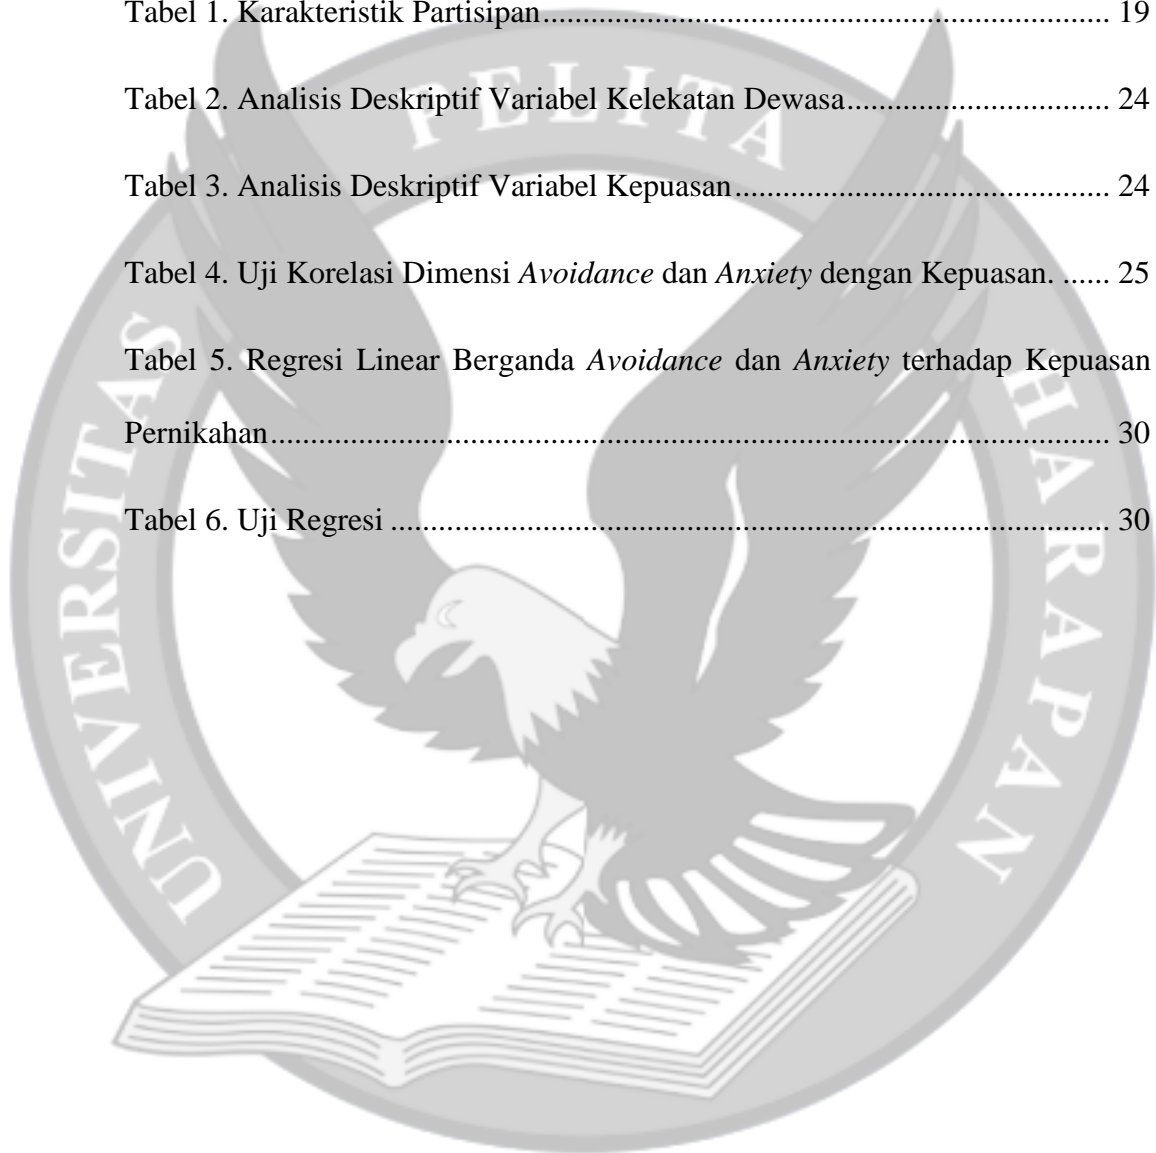 Tabel 1. Karakteristik Partisipan....................................................................... 19
Tabel 2. Analisis Deskriptif Variabel Kelekatan Dewasa................................. 24
Tabel 3. Analisis Deskriptif Variabel Kepuasan............................................... 24
Tabel 4. Uji Korelasi Dimensi Avoidance dan Anxiety dengan Kepuasan. ...... 25
Tabel 5. Regresi Linear Berganda Avoidance dan Anxiety terhadap Kepuasan
Pernikahan......................................................................................................... 30
Tabel 6. Uji Regresi .......................................................................................... 30
UNIVERSITAS PELITA HARAPAN